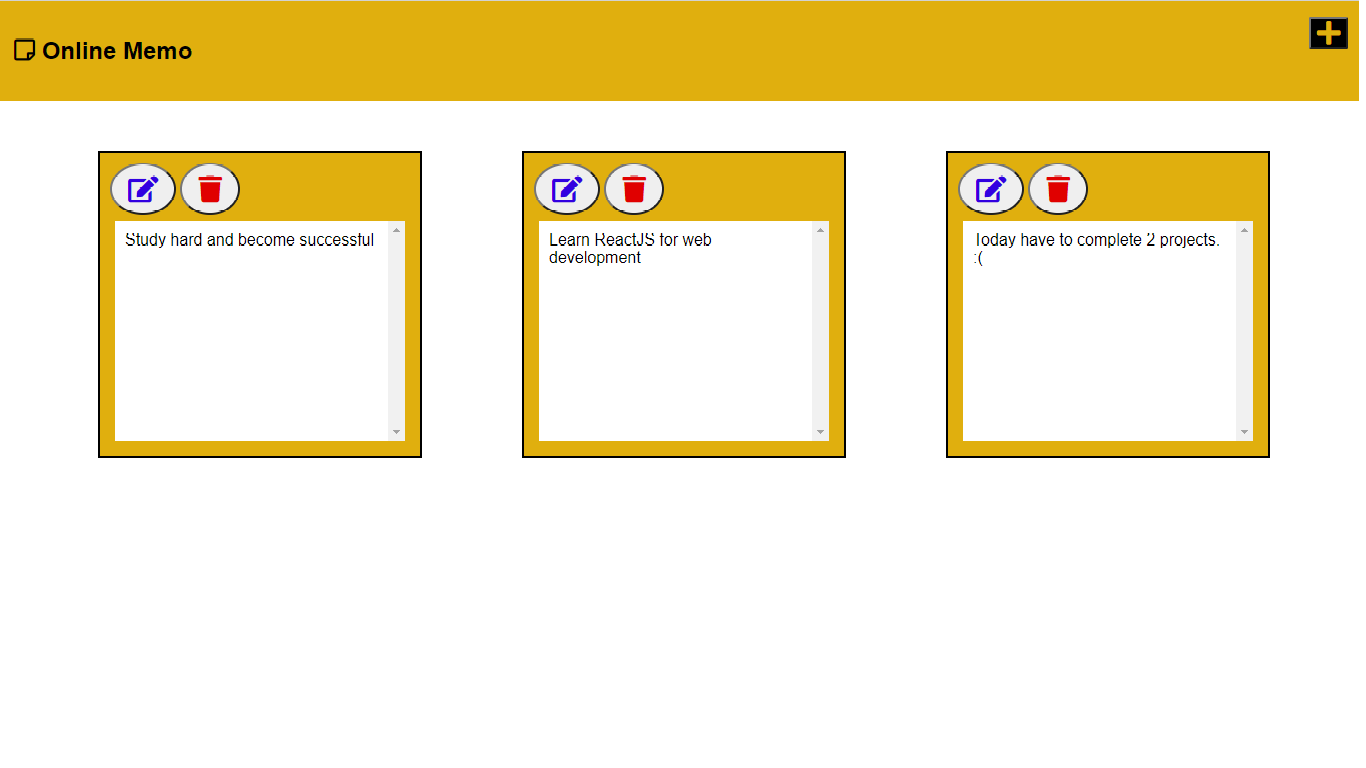 Online Memo
Study hard and become successful
Learn ReactJS for web
development
Today have to complete 2 projects.
:(